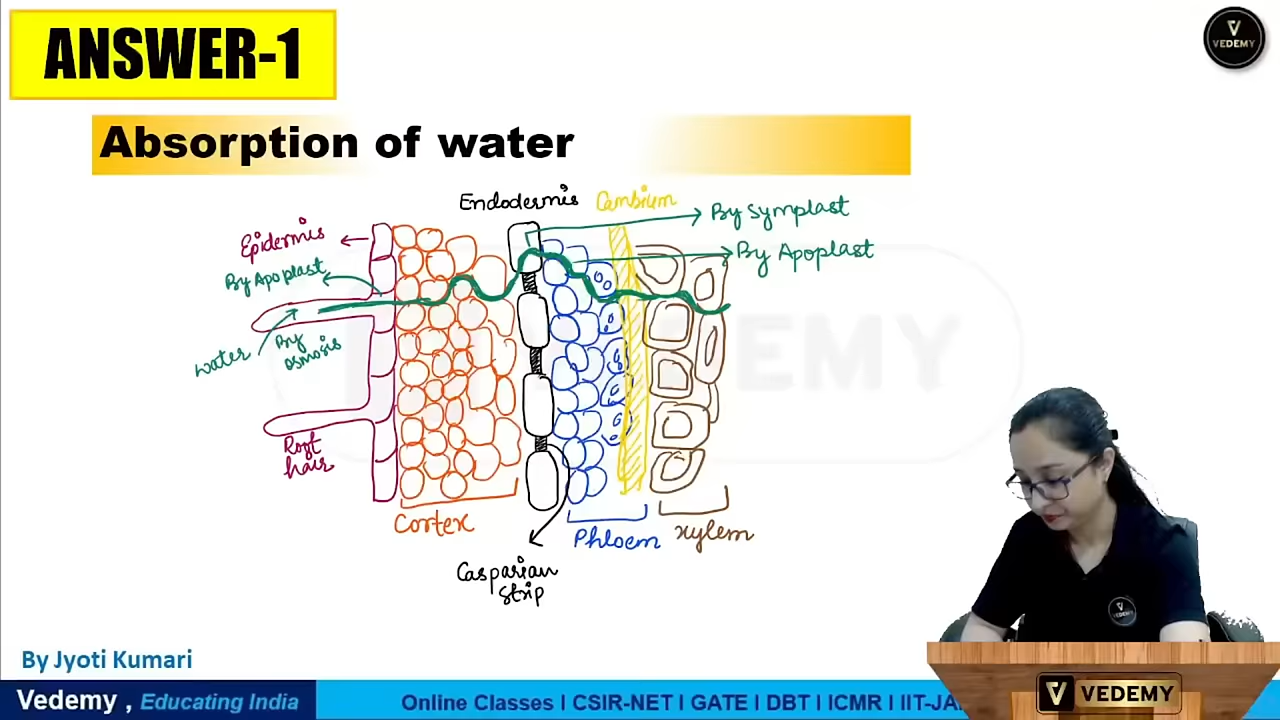 ANSWER-1
VEDEMY
Absorption of water
Endodermis
Cambium
By Symplast
Epidermis
By Apoplast
By Apoplast
water
By
osmosis
Root
hair
Cortex
Phloem
xylem
Casparian
Strip
By Jyoti Kumari
Vedemy , Educating India
Online Classes I CSIR-NET I GATE I DBT I ICMR I IIT-JA
VEDEMY
VEDEMY